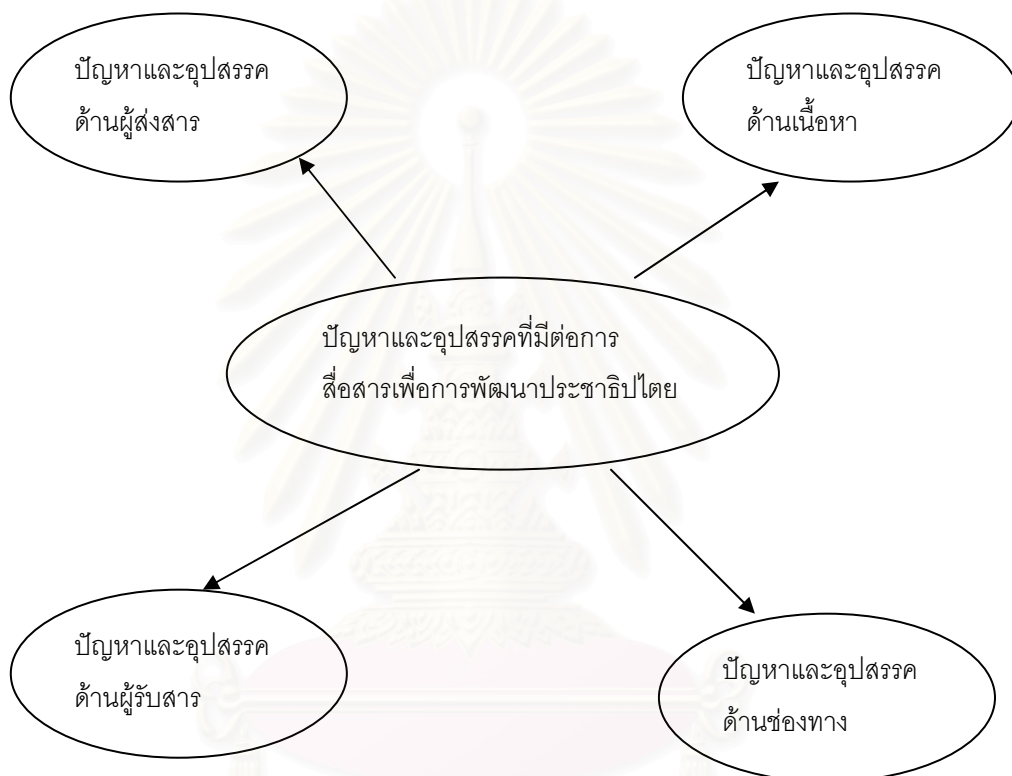 ปัญหาและอุปสรรค
ด้านผู้ส่งสาร
ปัญหาและอุปสรรค
ด้านเนื้อหา
ปัญหาและอุปสรรคที่มีต่อการ
สื่อสารเพื่อการพัฒนาประชาธิปไตย
ปัญหาและอุปสรรค
ด้านผู้รับสาร
ปัญหาและอุปสรรค
ด้านช่องทาง